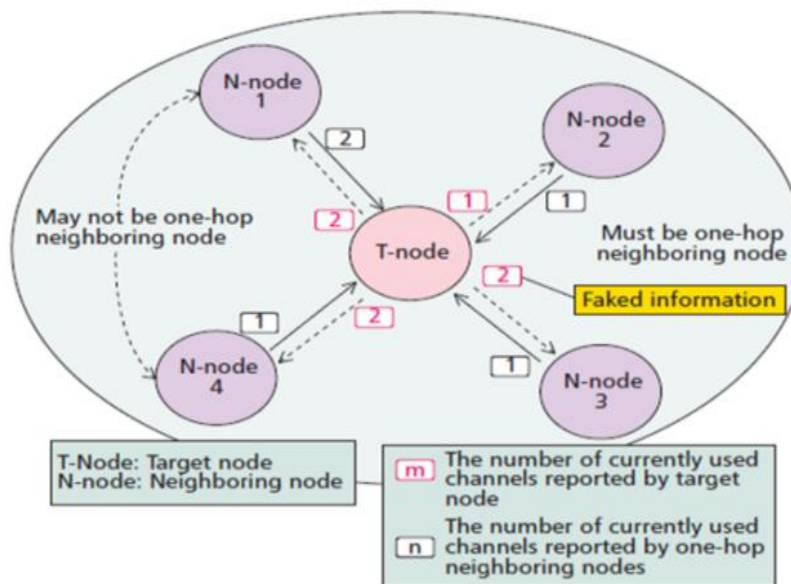 N-node
1
N-node
2
2
1
2
1
May not be one-hop
neighboring node
T-node
Must be one-hop
neighboring node
2
Faked information
1
2
1
N-node
4
N-node
3
T-Node: Target node
N-node: Neighboring node
m
The number of currently used
channels reported by target
node
n
The number of currently used
channels reported by one-hop
neighboring nodes